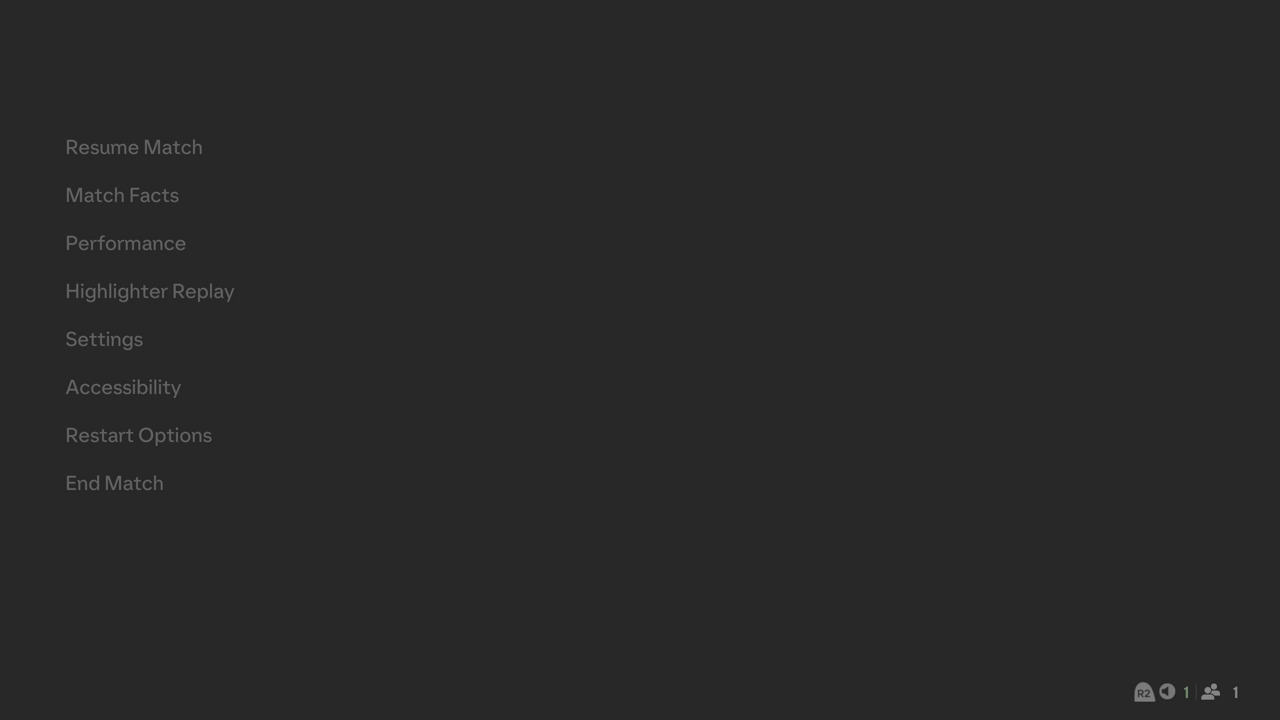 Resume Match
Match Facts
Performance
Highlighter Replay
Settings
Accessibility
Restart Options
End Match
R2 1 1